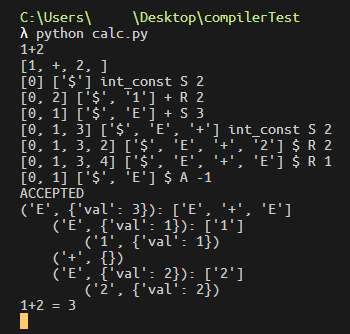 C:\Users\ \Desktop\compilerTest
λ python calc.py
1+2
[1, +, 2, ]
[0] ['$'] int_const S 2
[0, 2] ['$', '1'] + R 2
[0, 1] ['$', 'E'] + S 3
[0, 1, 3] ['$', 'E', '+'] int_const S 2
[0, 1, 3, 2] ['$', 'E', '+', '2'] $ R 2
[0, 1, 3, 4] ['$', 'E', '+', 'E'] $ R 1
[0, 1] ['$', 'E'] $ A -1
ACCEPTED
('E', {'val': 3}): ['E', '+', 'E']
('E', {'val': 1}): ['1']
('1', {'val': 1})
('+', {})
('E', {'val': 2}): ['2']
('2', {'val': 2})
1+2 = 3